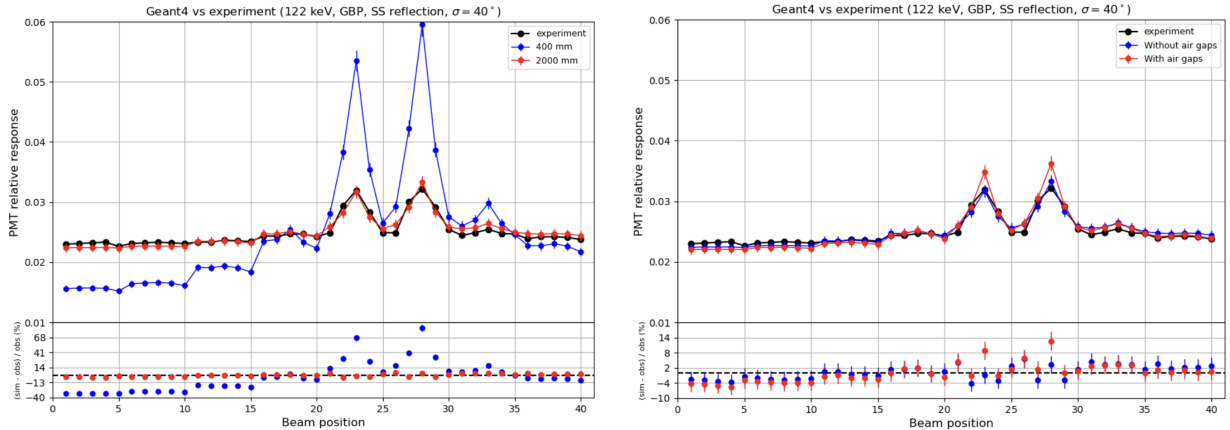 Geant4 vs experiment (122 keV, GBP, SS reflection, σ = 40°)
PMT relative response
0.06
0.05
0.04
0.03
0.02
0.01
experiment
400 mm
2000 mm
(sim - obs) / obs (%)
68
41
14
−13
−40
0 5 10 15 20 25 30 35 40
Beam position
Geant4 vs experiment (122 keV, GBP, SS reflection, σ = 40°)
PMT relative response
0.06
0.05
0.04
0.03
0.02
0.01
experiment
Without air gaps
With air gaps
(sim - obs) / obs (%)
14
8
2
−4
−10
0 5 10 15 20 25 30 35 40
Beam position